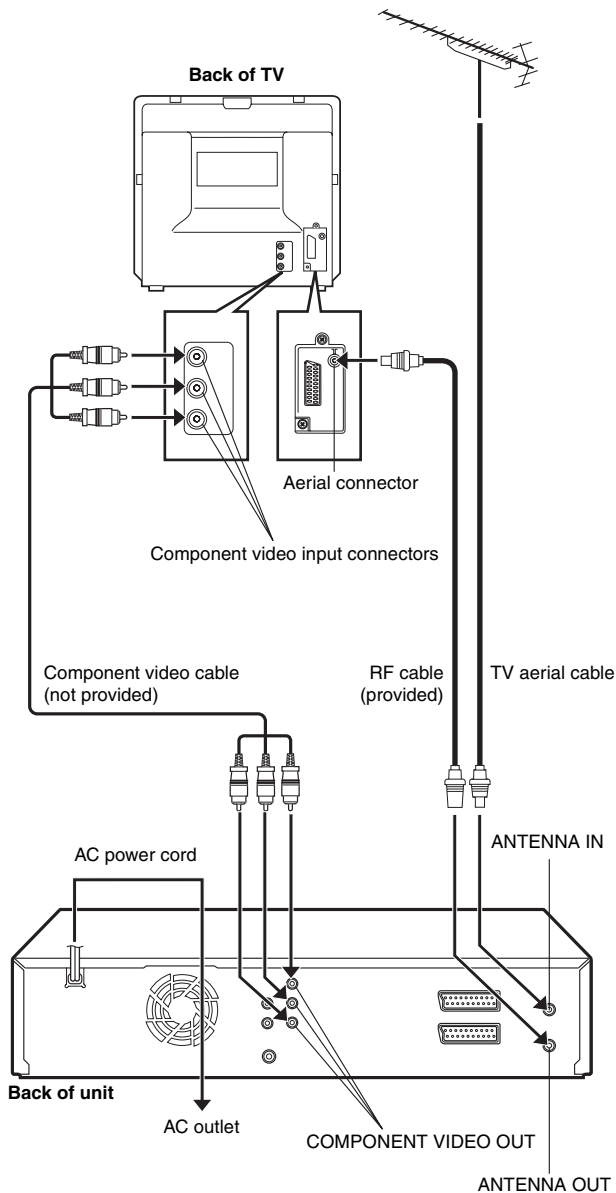 Back of TV
Aerial connector
Component video input connectors
Component video cable
(not provided)
RF cable
(provided)
TV aerial cable
AC power cord
ANTENNA IN
Back of unit
AC outlet
COMPONENT VIDEO OUT
ANTENNA OUT